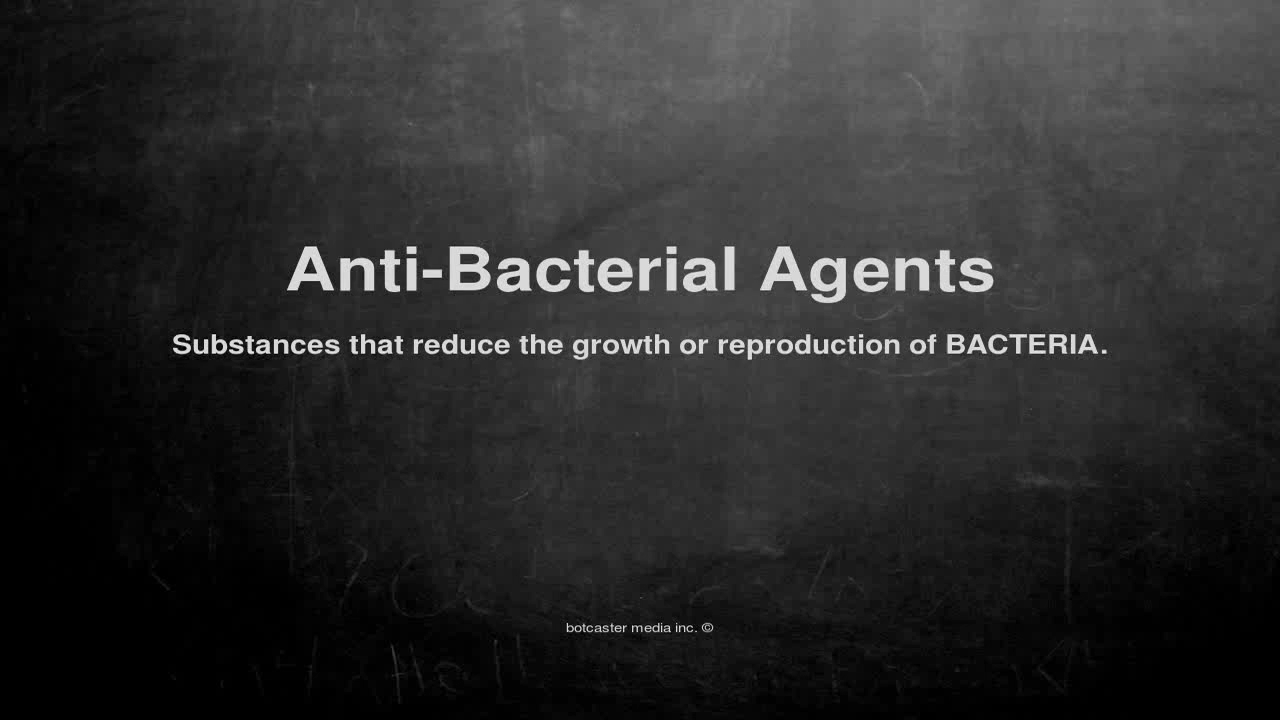 Anti-Bacterial Agents
Substances that reduce the growth or reproduction of BACTERIA.
botcaster media inc. ©